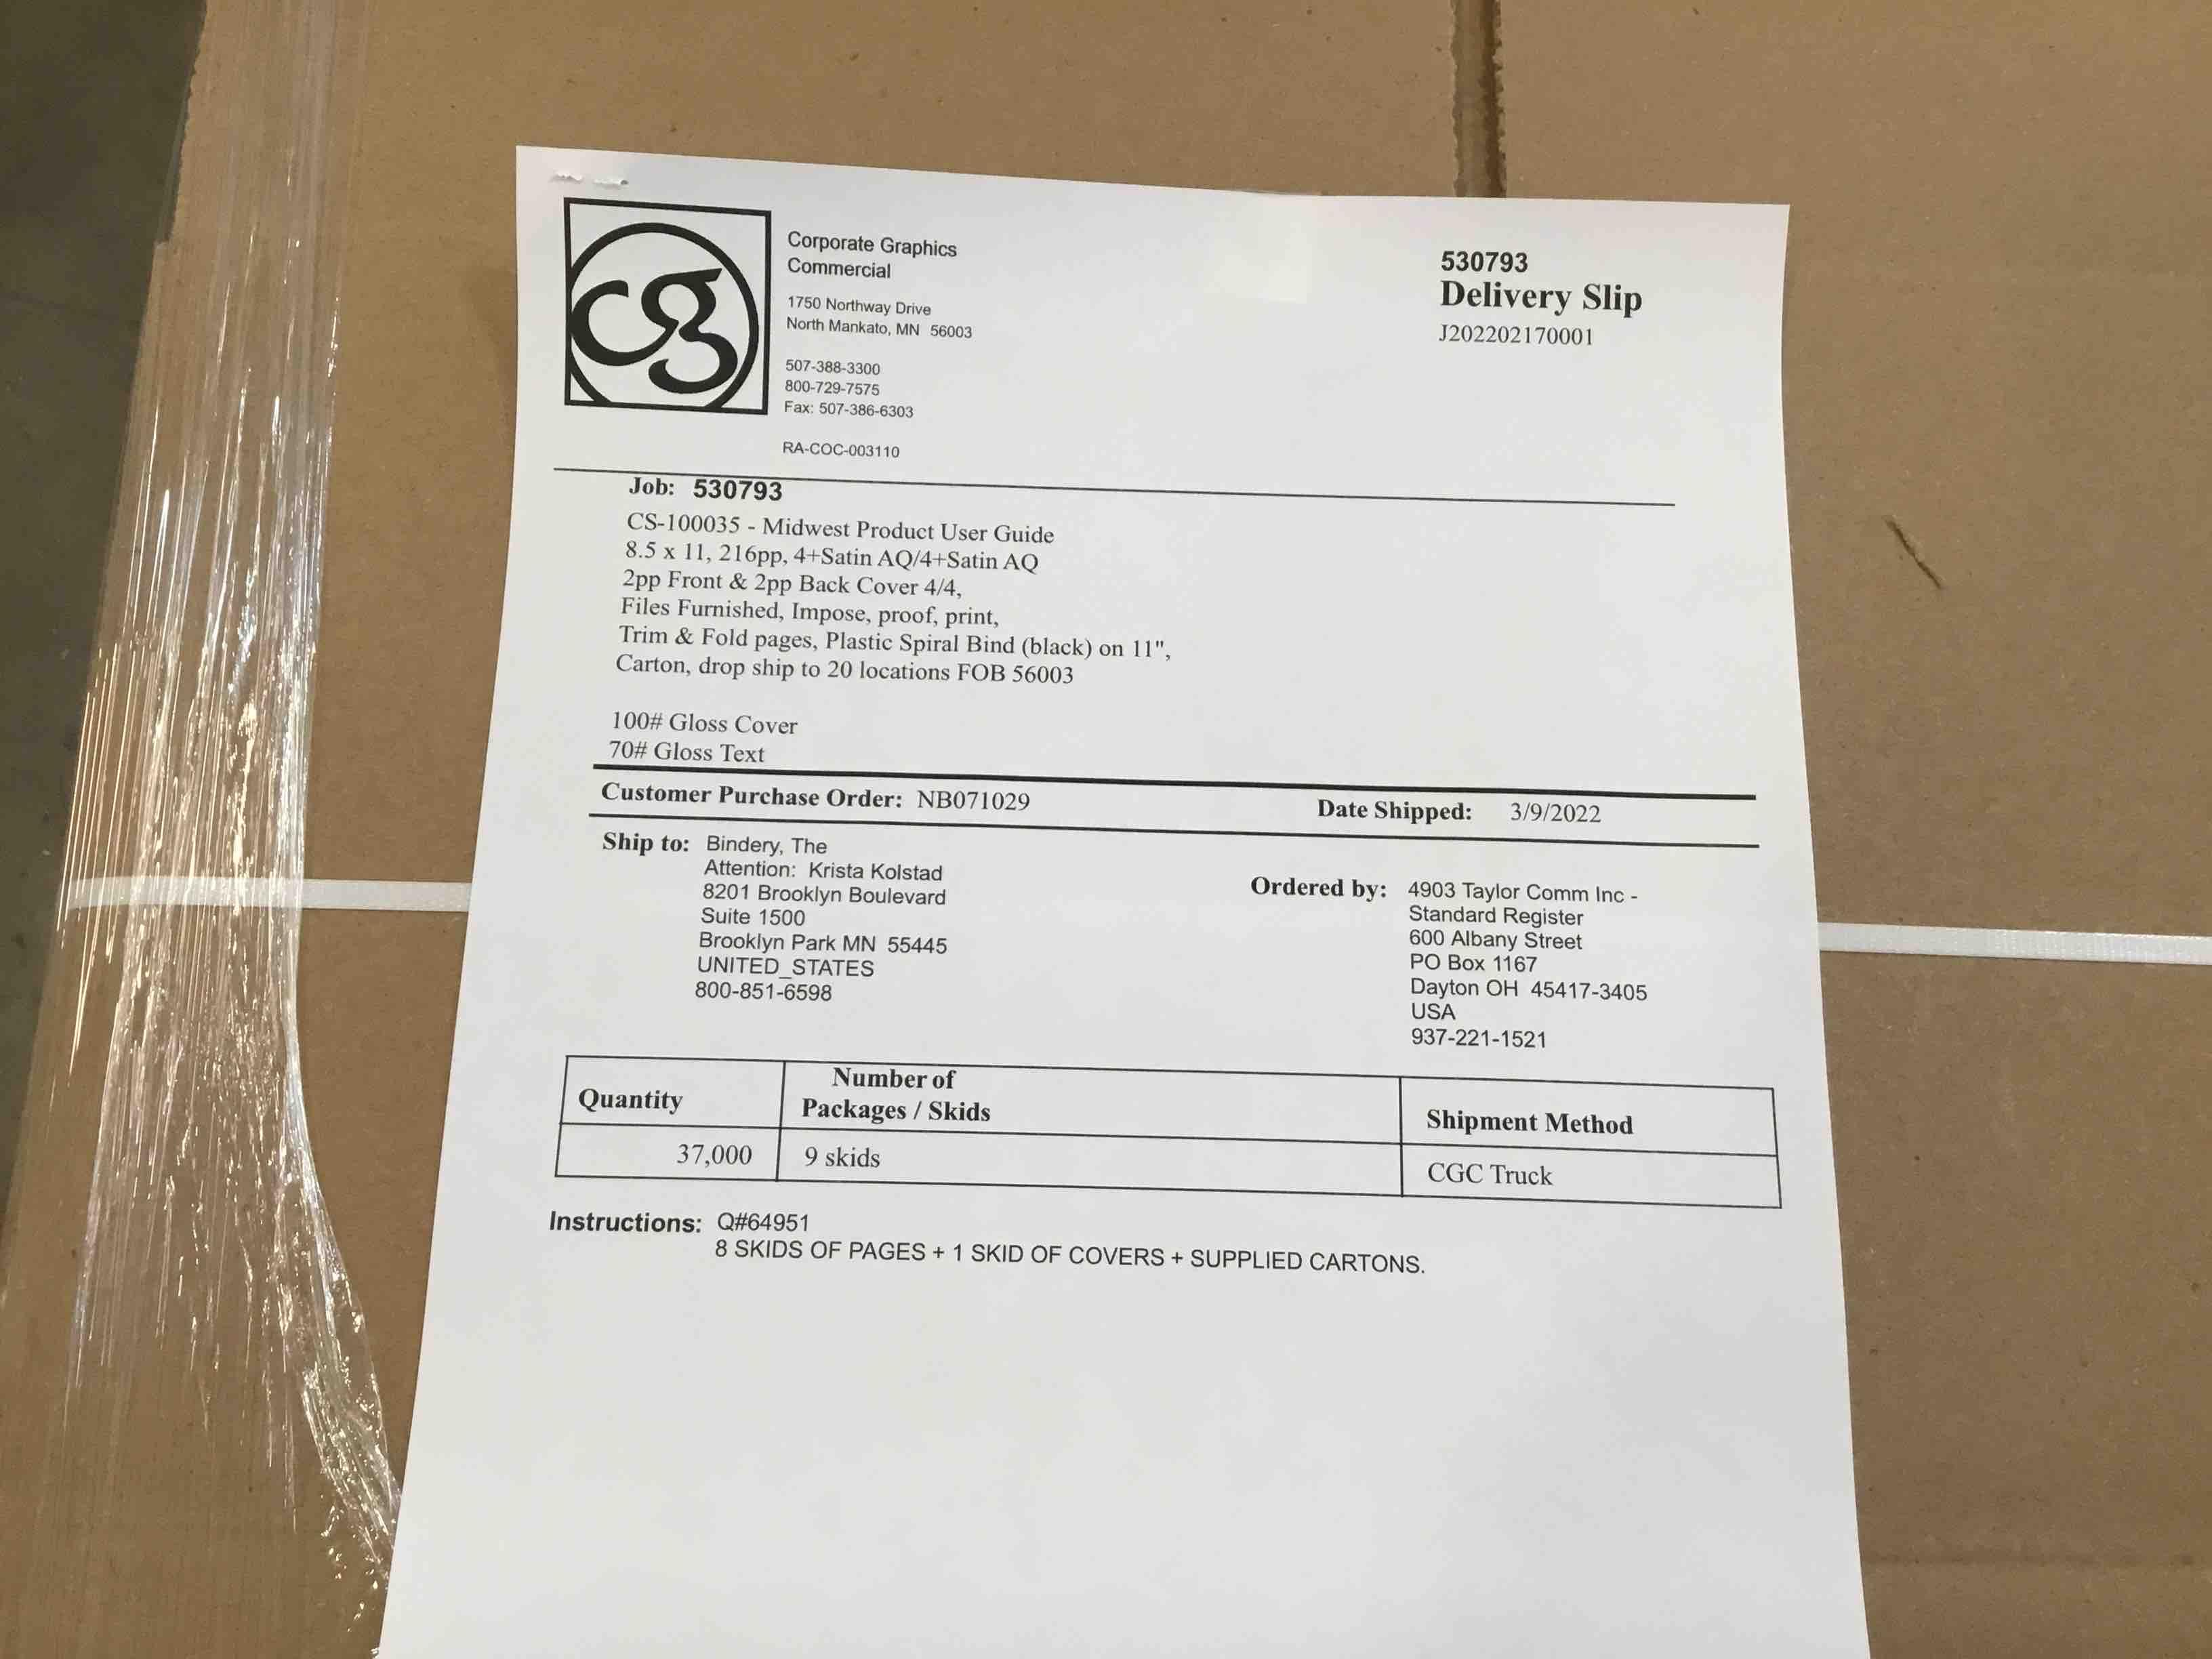 cg
Corporate Graphics
Commercial
1750 Northway Drive
North Mankato, MN 56003
507-388-3300
800-729-7575
Fax: 507-386-6303
RA-COC-003110
530793
Delivery Slip
J202202170001
Job: 530793
CS-100035 - Midwest Product User Guide
8.5 x 11, 216pp, 4+Satin AQ/4+Satin AQ
2pp Front & 2pp Back Cover 4/4,
Files Furnished, Impose, proof, print,
Trim & Fold pages, Plastic Spiral Bind (black) on 11",
Carton, drop ship to 20 locations FOB 56003
100# Gloss Cover
70# Gloss Text
Customer Purchase Order: NB071029
Date Shipped: 3/9/2022
Ship to: Bindery, The
Attention: Krista Kolstad
8201 Brooklyn Boulevard
Suite 1500
Brooklyn Park MN 55445
UNITED_STATES
800-851-6598
Ordered by: 4903 Taylor Comm Inc -
Standard Register
600 Albany Street
PO Box 1167
Dayton OH 45417-3405
USA
937-221-1521
Quantity
Number of
Packages / Skids
Shipment Method
37,000
9 skids
CGC Truck
Instructions: Q#64951
8 SKIDS OF PAGES + 1 SKID OF COVERS + SUPPLIED CARTONS.